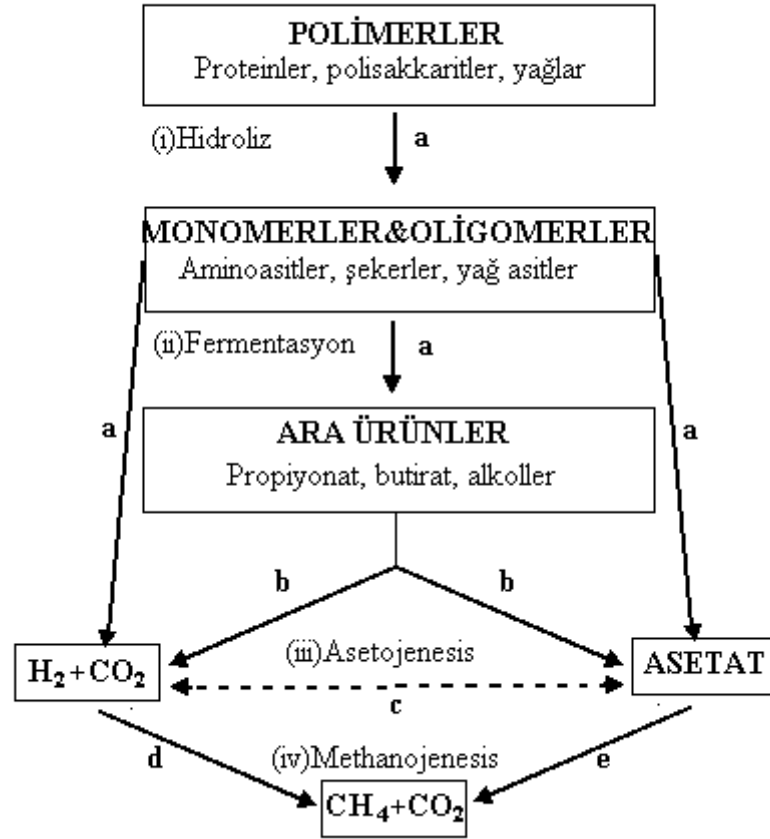 POLİMERLER
Proteinler, polisakkaritler, yağlar
(i)Hidroliz
a
MONOMERLER&OLİGOMERLER
Aminoasitler, şekerler, yağ asitler
(ii)Fermentasyon
a
a
a
ARA ÜRÜNLER
Propiyonat, butirat, alkoller
b
b
(iii)Asetojenesis
H₂+CO₂
ASETAT
c
d
(iv)Methanojenesis
e
CH₄+CO₂